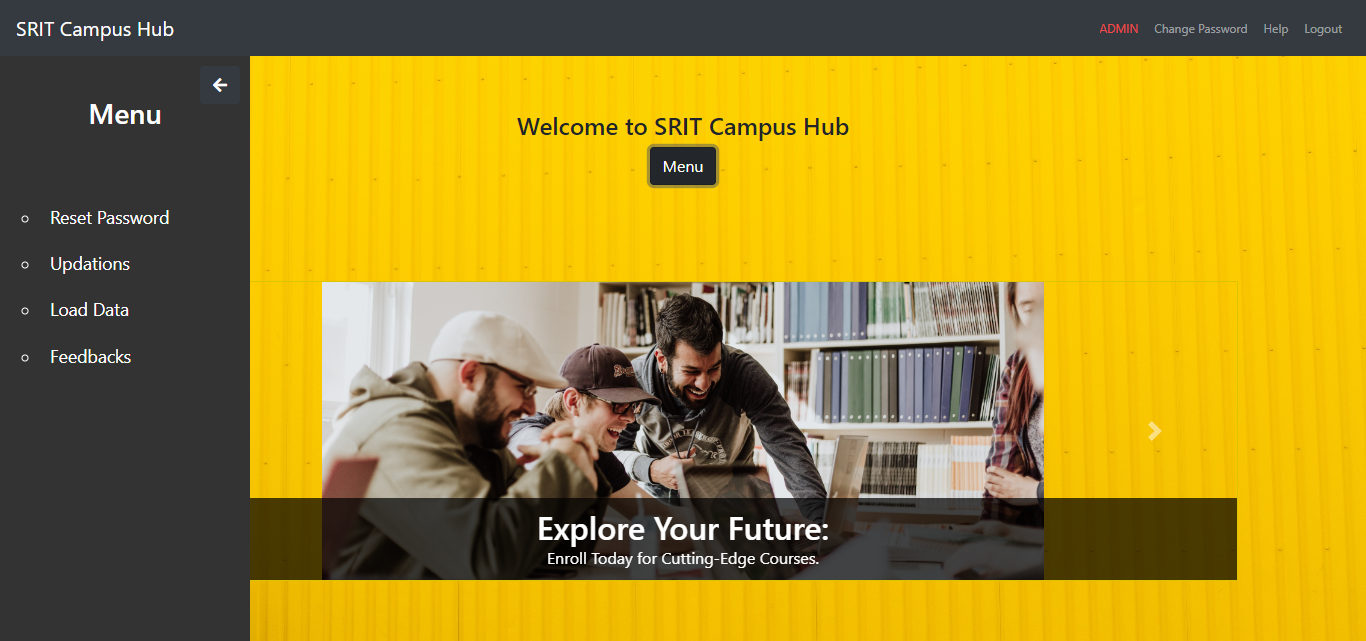 SRIT Campus Hub
ADMIN Change Password Help Logout
Menu
Reset Password
Updations
Load Data
Feedbacks
Welcome to SRIT Campus Hub
Menu
Explore Your Future:
Enroll Today for Cutting-Edge Courses.